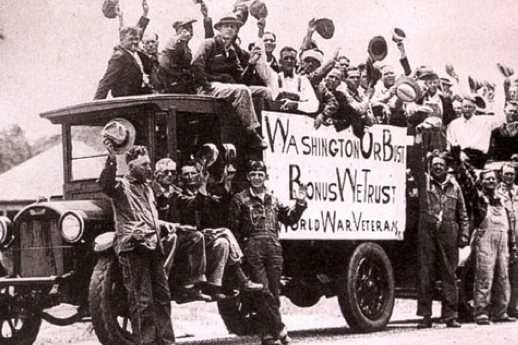 WASHINGTON OR BUST
BONUS WE TRUST
WORLD WAR VETERANS